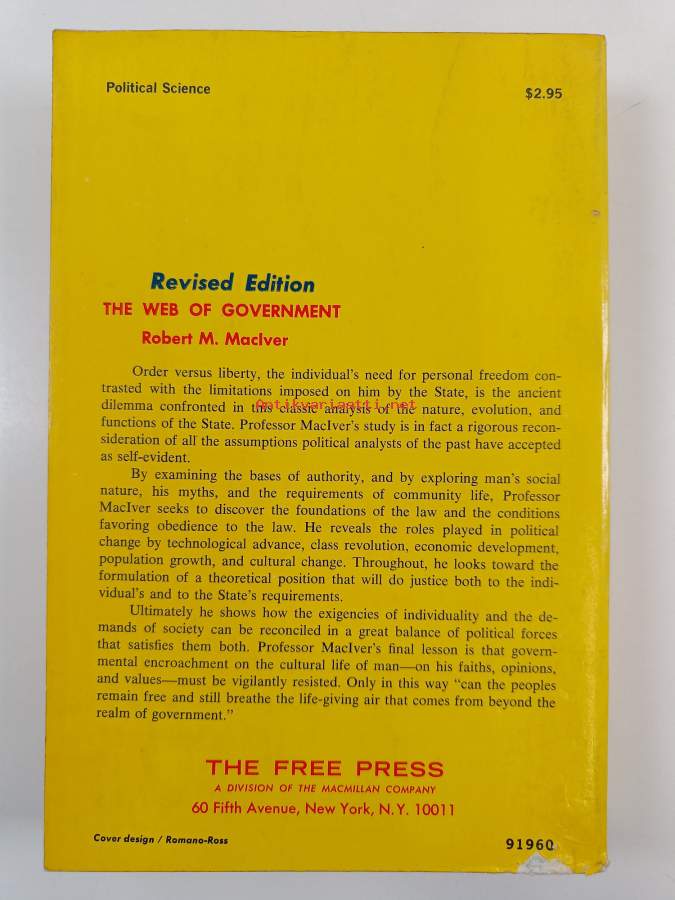 Political Science
$2.95
Revised Edition
THE WEB OF GOVERNMENT
Robert M. MacIver
Order versus liberty, the individual's need for personal freedom con-
trasted with the limitations imposed on him by the State, is the ancient
dilemma confronted in this classic analysis of the nature, evolution, and
Antikvariaatti.net
functions of the State. Professor MacIver's study is in fact a rigorous recon-
sideration of all the assumptions political analysts of the past have accepted
as self-evident.
By examining the bases of authority, and by exploring man's social
nature, his myths, and the requirements of community life, Professor
MacIver seeks to discover the foundations of the law and the conditions
favoring obedience to the law. He reveals the roles played in political
change by technological advance, class revolution, economic development,
population growth, and cultural change. Throughout, he looks toward the
formulation of a theoretical position that will do justice both to the indi-
vidual's and to the State's requirements.
Ultimately he shows how the exigencies of individuality and the de-
mands of society can be reconciled in a great balance of political forces
that satisfies them both. Professor MacIver's final lesson is that govern-
mental encroachment on the cultural life of man—on his faiths, opinions,
and values—must be vigilantly resisted. Only in this way "can the peoples
remain free and still breathe the life-giving air that comes from beyond the
realm of government."
THE FREE PRESS
A DIVISION OF THE MACMILLAN COMPANY
60 Fifth Avenue, New York, N.Y. 10011
Cover design / Romano-Ross
91960